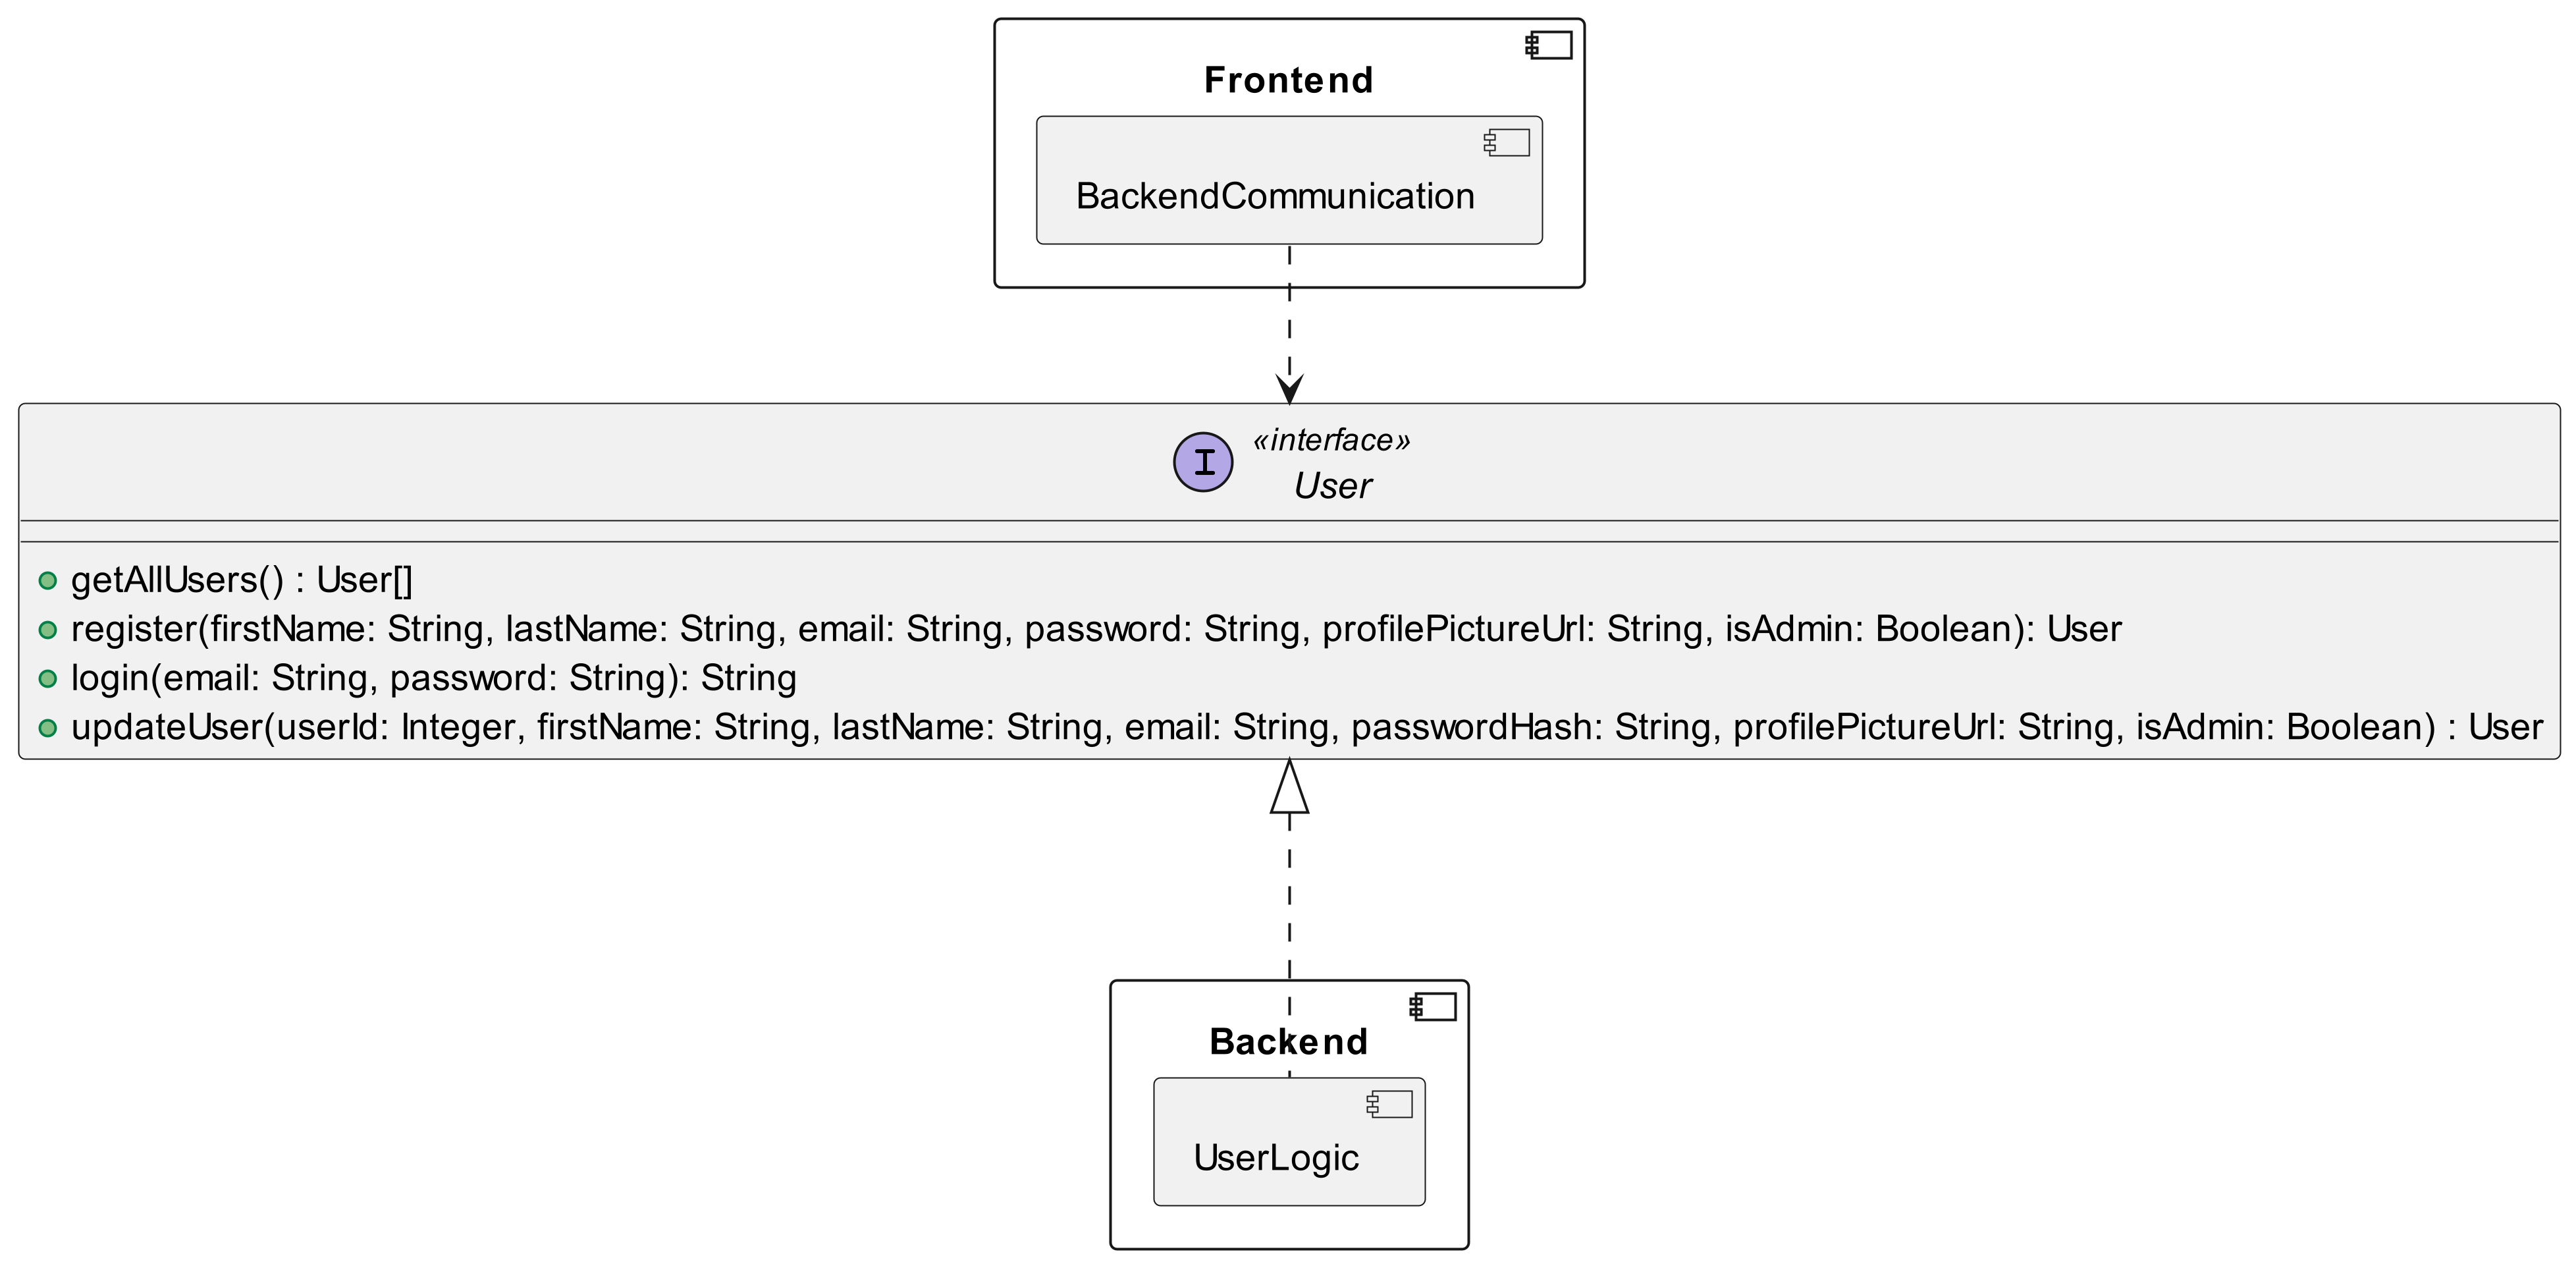 Frontend
BackendCommunication
I
«interface»
User
getAllUsers() : User[]
register(firstName: String, lastName: String, email: String, password: String, profilePictureUrl: String, isAdmin: Boolean): User
login(email: String, password: String): String
updateUser(userId: Integer, firstName: String, lastName: String, email: String, passwordHash: String, profilePictureUrl: String, isAdmin: Boolean) : User
Backend
UserLogic